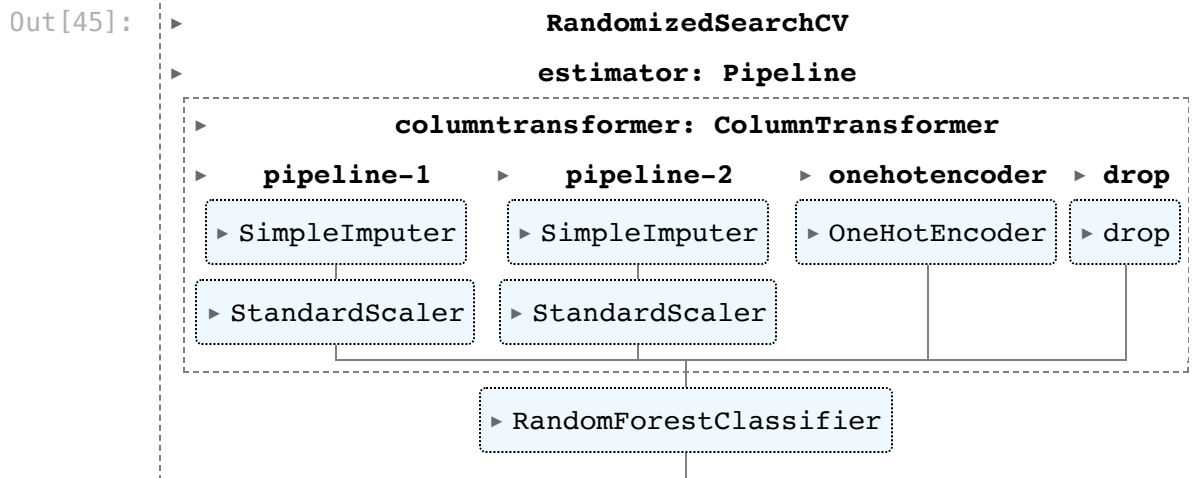 Out[45]: ▸ RandomizedSearchCV
▸ estimator: Pipeline
▸ columntransformer: ColumnTransformer
▸ pipeline-1 ▸ pipeline-2 ▸ onehotencoder ▸ drop
▸ SimpleImputer ▸ SimpleImputer ▸ OneHotEncoder ▸ drop
▸ StandardScaler ▸ StandardScaler
▸ RandomForestClassifier